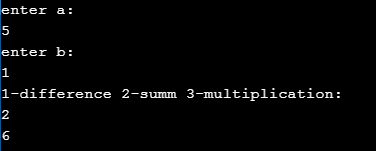 enter a:
5
enter b:
1
1-difference 2-summ 3-multiplication:
2
6